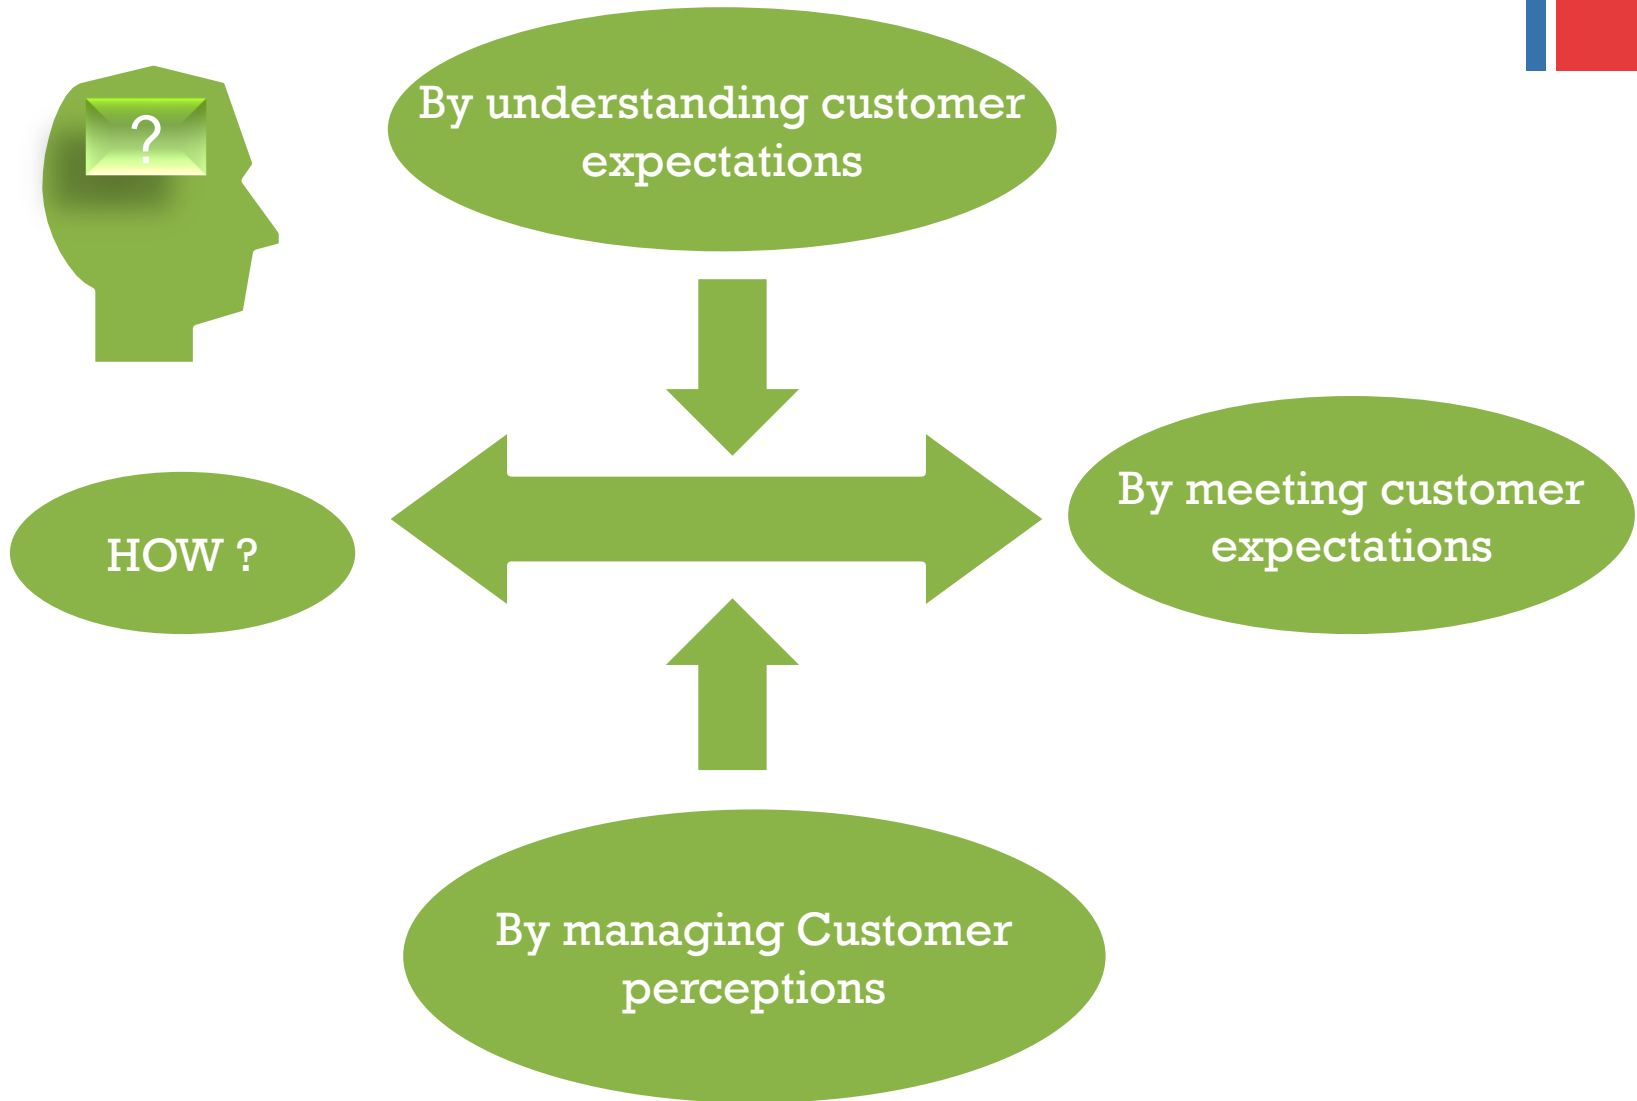 ?
By understanding customer
expectations
HOW ?
By meeting customer
expectations
By managing Customer
perceptions